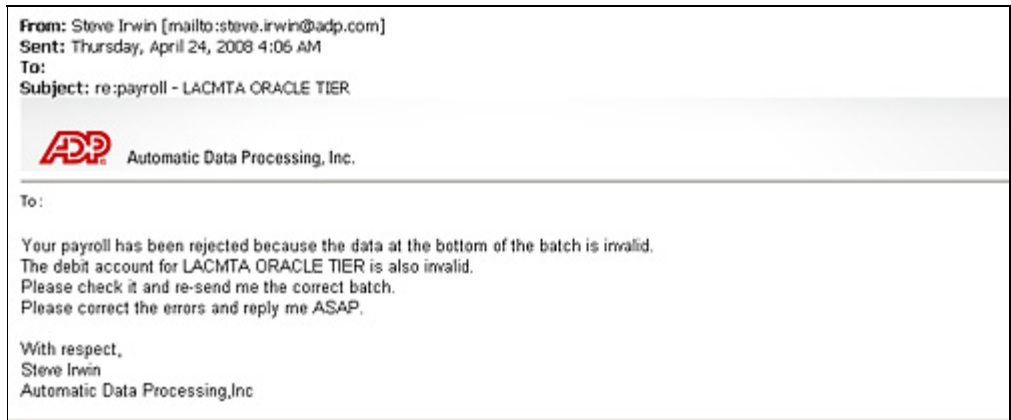 From: Steve Irwin [mailto:steve.irwin@adp.com]
Sent: Thursday, April 24, 2008 4:06 AM
To:
Subject: re:payroll - LACMTA ORACLE TIER
ADP Automatic Data Processing, Inc.
To:
Your payroll has been rejected because the data at the bottom of the batch is invalid.
The debit account for LACMTA ORACLE TIER is also invalid.
Please check it and re-send me the correct batch.
Please correct the errors and reply me ASAP.
With respect,
Steve Irwin
Automatic Data Processing,Inc